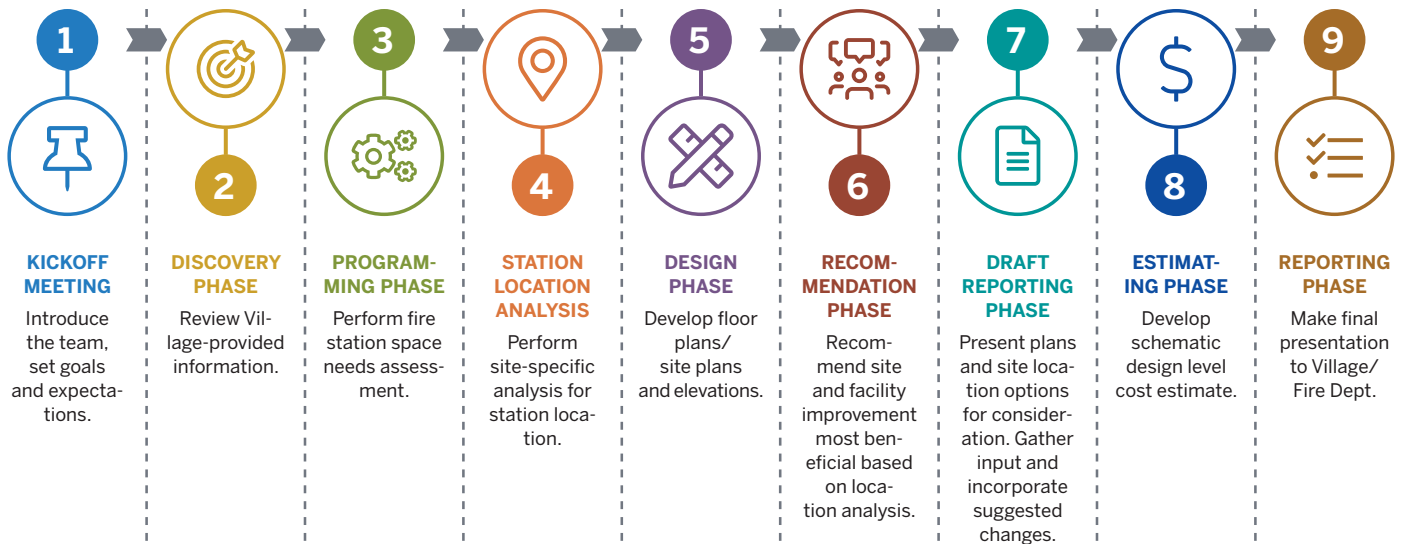 1
KICKOFF
MEETING
Introduce
the team,
set goals
and expecta-
tions.
2
DISCOVERY
PHASE
Review Vil-
lage-provided
information.
3
PROGRAM-
MING PHASE
Perform fire
station space
needs assess-
ment.
4
STATION
LOCATION
ANALYSIS
Perform
site-specific
analysis for
station loca-
tion.
5
DESIGN
PHASE
Develop floor
plans/
site plans
and elevations.
6
RECOM-
MENDATION
PHASE
Recom-
mend site
and facility
improvement
most ben-
eficial based
on loca-
tion analysis.
7
DRAFT
REPORTING
PHASE
Present plans
and site loca-
tion options
for consider-
ation. Gather
input and
incorporate
suggested
changes.
$
8
ESTIMAT-
ING PHASE
Develop
schematic
design level
cost estimate.
9
REPORTING
PHASE
Make final
presentation
to Village/
Fire Dept.